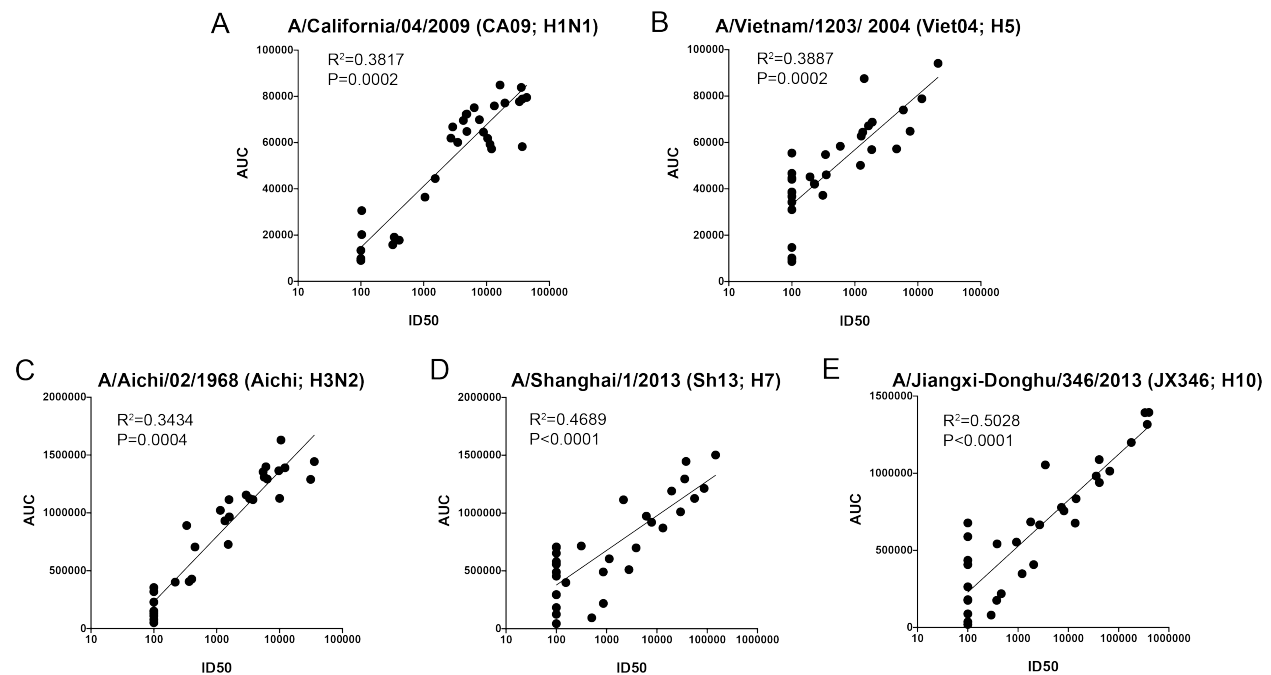 A
A/California/04/2009 (CA09; H1N1)
R²=0.3817
P=0.0002
100000
80000
60000
40000
20000
0
AUC
10 100 1000 10000 100000
ID50
B
A/Vietnam/1203/ 2004 (Viet04; H5)
R²=0.3887
P=0.0002
100000
80000
60000
40000
20000
0
AUC
10 100 1000 10000 100000
ID50
C
A/Aichi/02/1968 (Aichi; H3N2)
R²=0.3434
P=0.0004
2000000
1500000
1000000
500000
0
AUC
10 100 1000 10000 100000
ID50
D
A/Shanghai/1/2013 (Sh13; H7)
R²=0.4689
P<0.0001
2000000
1500000
1000000
500000
0
AUC
10 100 1000 10000 100000 1000000
ID50
E
A/Jiangxi-Donghu/346/2013 (JX346; H10)
R²=0.5028
P<0.0001
1500000
1000000
500000
0
AUC
10 100 1000 10000 100000 1000000
ID50